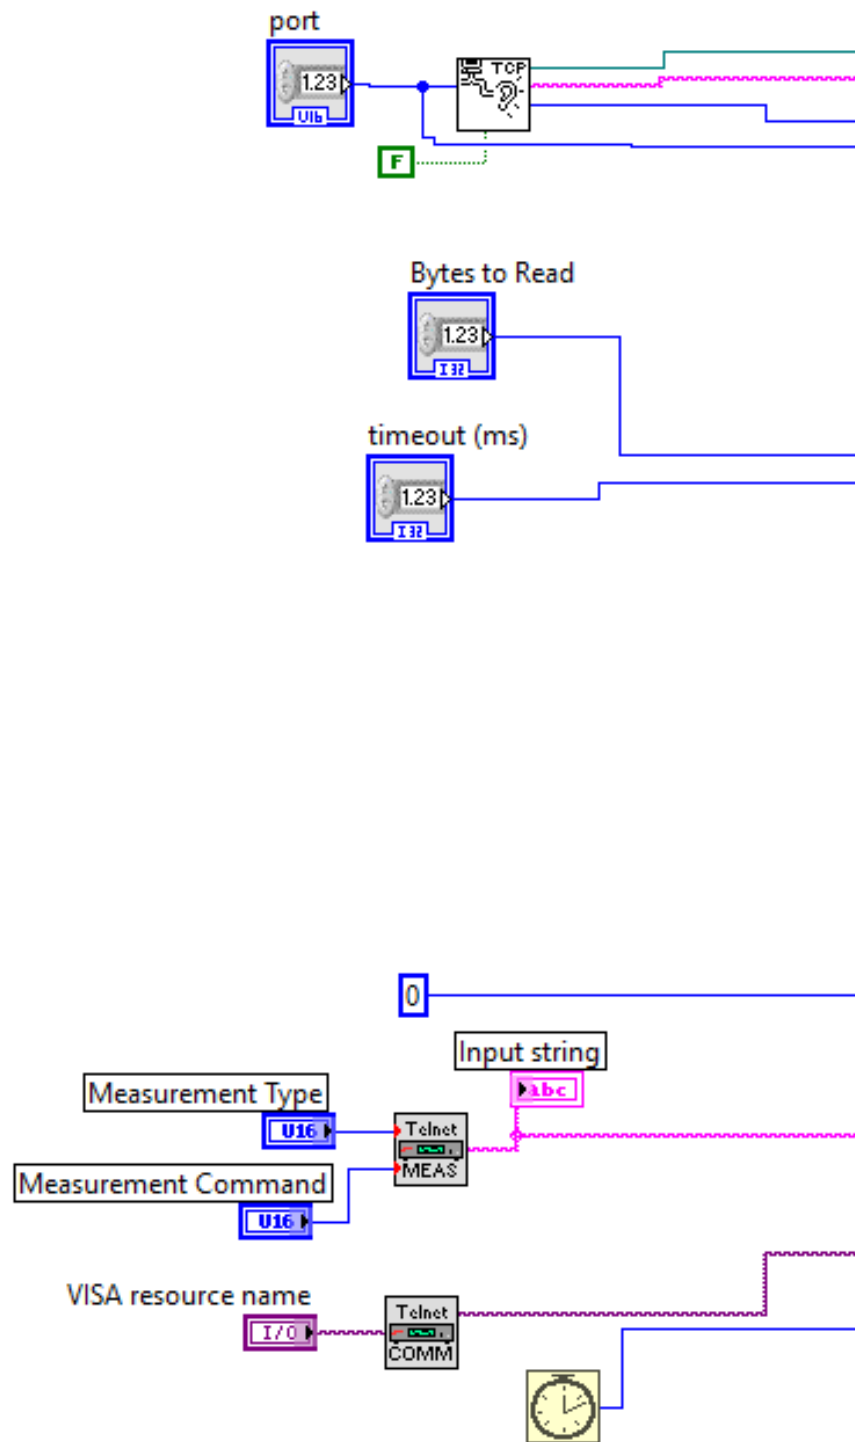 port
1.23
U16
TCP
F
Bytes to Read
1.23
I32
timeout (ms)
1.23
I32
0
Input string
abc
Measurement Type
U16
Telnet
MEAS
Measurement Command
U16
VISA resource name
I/O
Telnet
COMM